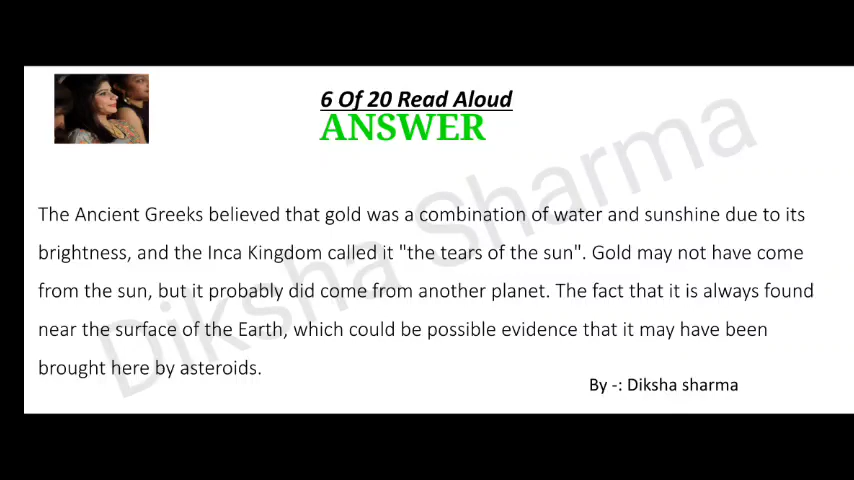 6 Of 20 Read Aloud
ANSWER
The Ancient Greeks believed that gold was a combination of water and sunshine due to its
brightness, and the Inca Kingdom called it "the tears of the sun". Gold may not have come
from the sun, but it probably did come from another planet. The fact that it is always found
near the surface of the Earth, which could be possible evidence that it may have been
brought here by asteroids.
By -: Diksha sharma
Diksha Sharma